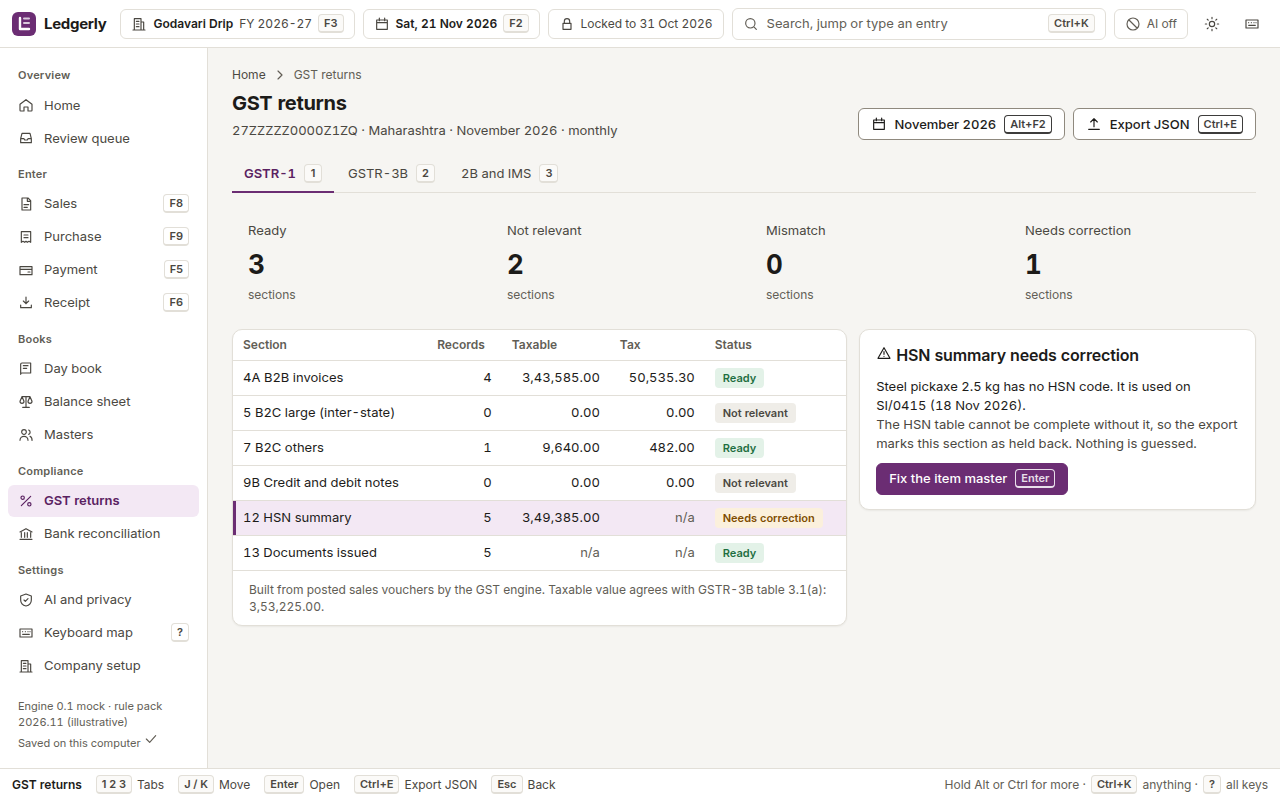 Ledgerly
Godavari Drip FY 2026-27 F3
Sat, 21 Nov 2026 F2
Locked to 31 Oct 2026
Search, jump or type an entry Ctrl+K
AI off
Overview
Home
Review queue
Enter
Sales F8
Purchase F9
Payment F5
Receipt F6
Books
Day book
Balance sheet
Masters
Compliance
GST returns
Bank reconciliation
Settings
AI and privacy
Keyboard map ?
Company setup
Engine 0.1 mock · rule pack
2026.11 (illustrative)
Saved on this computer
Home > GST returns
GST returns
27ZZZZZ0000Z1ZQ · Maharashtra · November 2026 · monthly
November 2026 Alt+F2
Export JSON Ctrl+E
GSTR-1 1 GSTR-3B 2 2B and IMS 3
Ready Not relevant Mismatch Needs correction
3 2 0 1
sections sections sections sections
Section Records Taxable Tax Status
4A B2B invoices 4 3,43,585.00 50,535.30 Ready
5 B2C large (inter-state) 0 0.00 0.00 Not relevant
7 B2C others 1 9,640.00 482.00 Ready
9B Credit and debit notes 0 0.00 0.00 Not relevant
12 HSN summary 5 3,49,385.00 n/a Needs correction
13 Documents issued 5 n/a n/a Ready
Built from posted sales vouchers by the GST engine. Taxable value agrees with GSTR-3B table 3.1(a):
3,53,225.00.
HSN summary needs correction
Steel pickaxe 2.5 kg has no HSN code. It is used on
SI/0415 (18 Nov 2026).
The HSN table cannot be complete without it, so the export
marks this section as held back. Nothing is guessed.
Fix the item master Enter
GST returns 1 2 3 Tabs J / K Move Enter Open Ctrl+E Export JSON Esc Back
Hold Alt or Ctrl for more · Ctrl+K anything · ? all keys